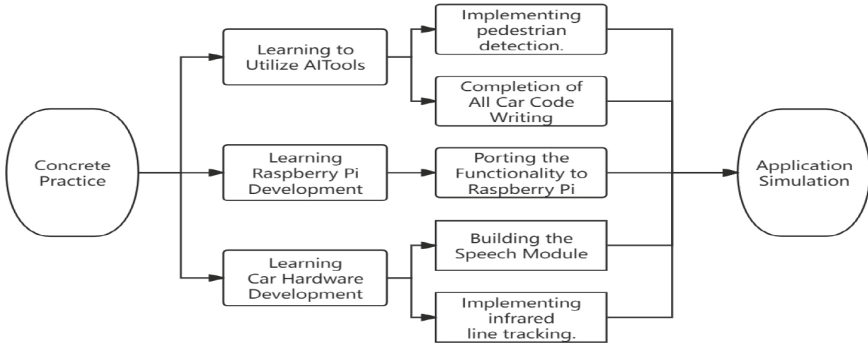 Concrete
Practice
Learning to
Utilize AITools
Learning
Raspberry Pi
Development
Learning
Car Hardware
Development
Implementing
pedestrian
detection.
Completion of
All Car Code
Writing
Porting the
Functionality to
Raspberry Pi
Building the
Speech Module
Implementing
infrared
line tracking.
Application
Simulation